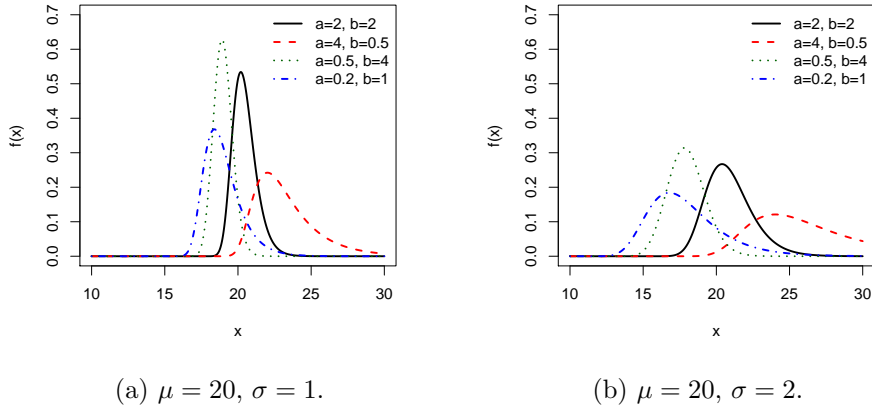 a=2, b=2
a=4, b=0.5
a=0.5, b=4
a=0.2, b=1
f(x)
0.0 0.1 0.2 0.3 0.4 0.5 0.6 0.7
10 15 20 25 30
x
(a) μ = 20, σ = 1.
a=2, b=2
a=4, b=0.5
a=0.5, b=4
a=0.2, b=1
f(x)
0.0 0.1 0.2 0.3 0.4 0.5 0.6 0.7
10 15 20 25 30
x
(b) μ = 20, σ = 2.